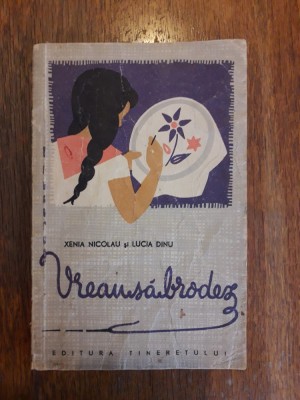 XENIA NICOLAU și LUCIA DINU
Vreau să brodez
EDITURA TINERETULUI